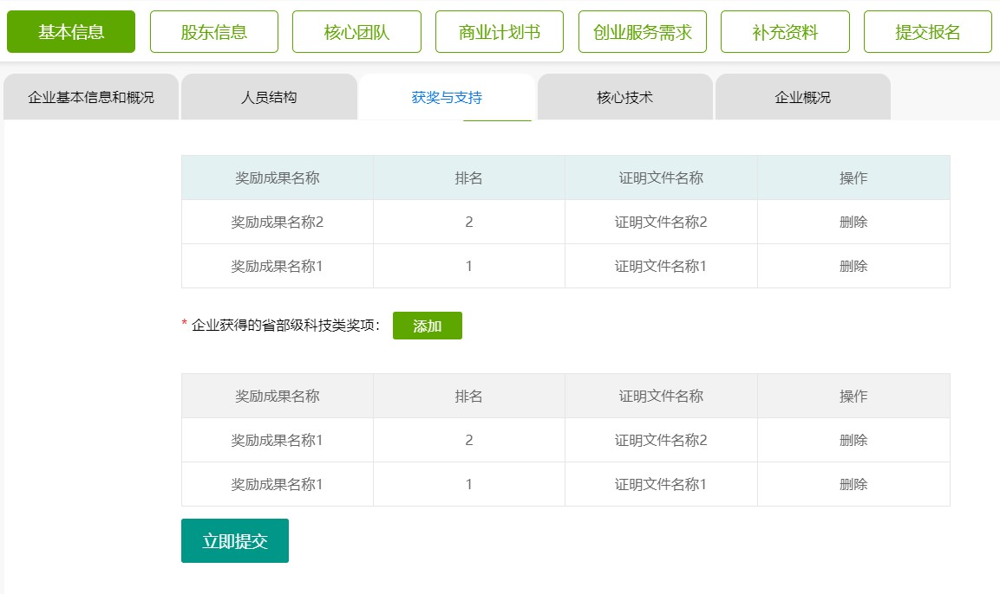 基本信息 股东信息 核心团队 商业计划书 创业服务需求 补充资料 提交报名
企业基本信息和概况 人员结构 获奖与支持 核心技术 企业概况
奖励成果名称 排名 证明文件名称 操作
奖励成果名称2 2 证明文件名称2 删除
奖励成果名称1 1 证明文件名称1 删除
* 企业获得的省部级科技类奖项： 添加
奖励成果名称 排名 证明文件名称 操作
奖励成果名称1 2 证明文件名称2 删除
奖励成果名称1 1 证明文件名称1 删除
立即提交